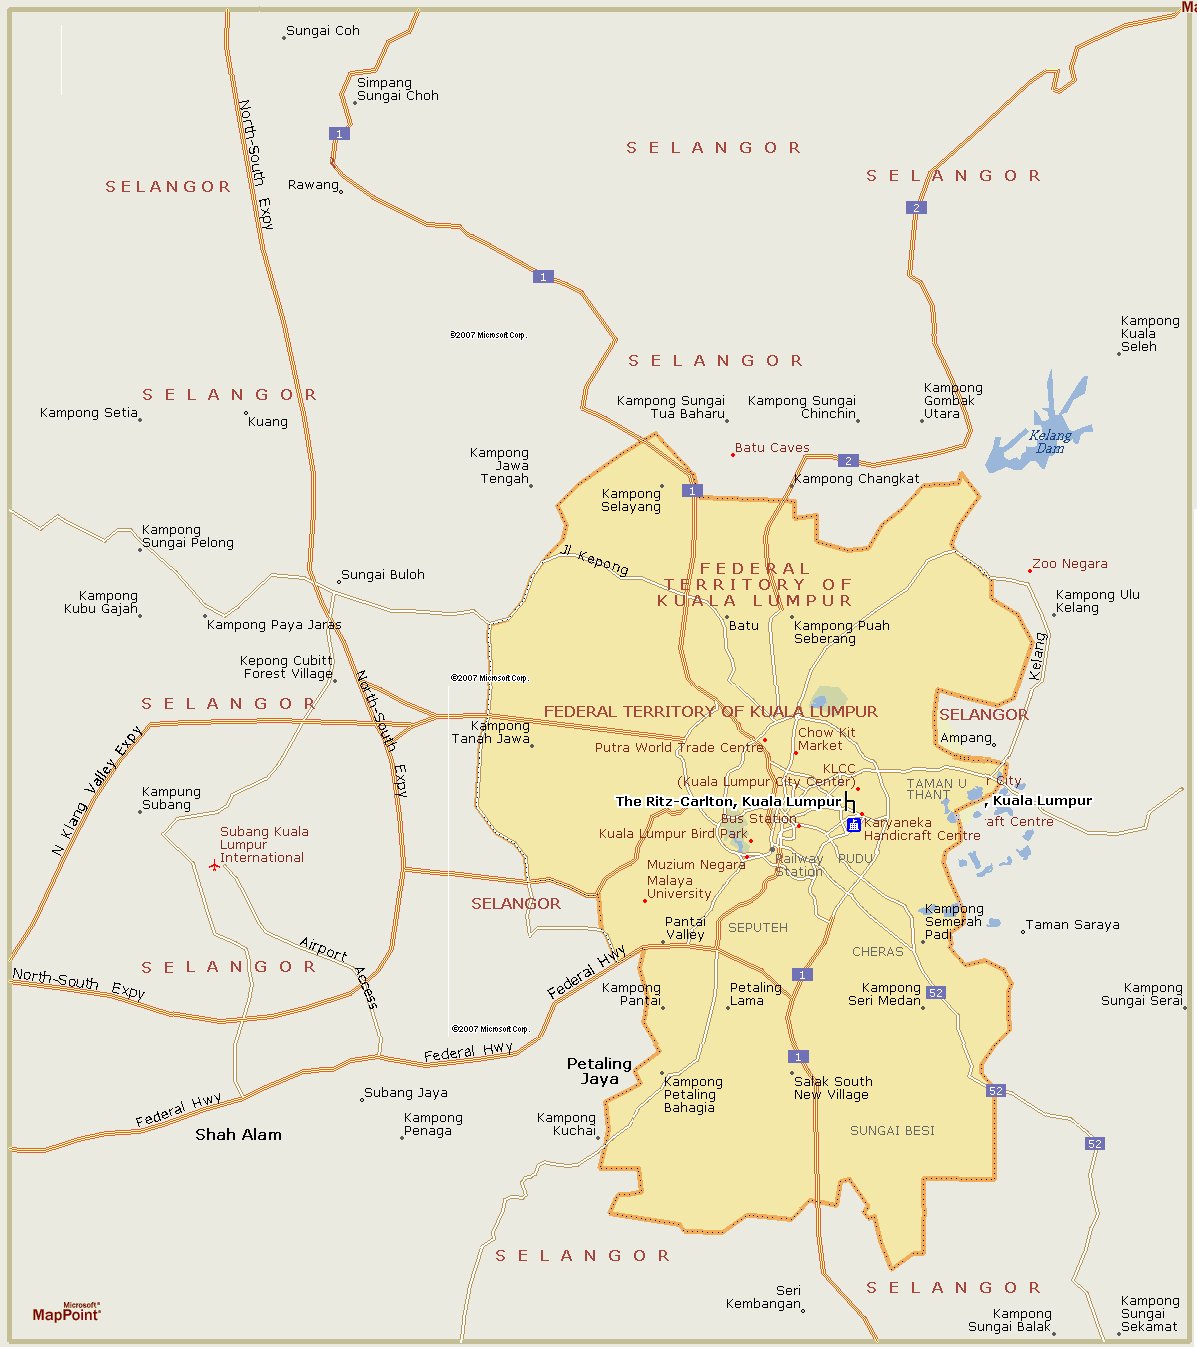 Ma
Sungai Coh
Simpang
Sungai Choh
North-South Expy
1
SELANGOR
SELANGOR
SELANGOR
Rawang
2
1
Kampong
Kuala
Seleh
©2007 Microsoft Corp.
SELANGOR
SELANGOR
Kampong Setia
Kuang
Kampong Sungai
Tua Baharu
Kampong Sungai
Chinchin
Kampong
Gombak
Utara
Kelang
Dam
Batu Caves
2
Kampong
Jawa
Tengah
Kampong
Selayang
1
Kampong Changkat
Kampong
Sungai Pelong
Jl Kepong
FEDERAL
TERRITORY OF
KUALA LUMPUR
Zoo Negara
Sungai Buloh
Kampong
Kubu Gajah
Kampong Paya Jaras
Batu
Kampong Puah
Seberang
Kampong Ulu
Kelang
Kelang
Kepong Cubitt
Forest Village
©2007 Microsoft Corp.
North-South Expy
SELANGOR
FEDERAL TERRITORY OF KUALA LUMPUR
SELANGOR
Kampong
Tanah Jawa
Putra World Trade Centre
Chow Kit
Market
Ampang
N Klang Valley Expy
KLCC
(Kuala Lumpur City Center)
TAMAN U
THANT
r City
Kampung
Subang
The Ritz-Carlton, Kuala Lumpur
, Kuala Lumpur
Bus Station
Karyaneka
Handicraft Centre
aft Centre
Subang Kuala
Lumpur
International
Kuala Lumpur Bird Park
Muzium Negara
Railway
Station
PUDU
Malaya
University
SELANGOR
Pantai
Valley
SEPUTEH
Kampong
Semerah
Padi
Taman Saraya
CHERAS
Airport Access
SELANGOR
Federal Hwy
North-South Expy
1
Kampong
Pantai
Petaling
Lama
Kampong
Seri Medan
52
Kampong
Sungai Serai
©2007 Microsoft Corp.
Federal Hwy
1
Petaling
Jaya
Kampong
Petaling
Bahagia
Salak South
New Village
52
Subang Jaya
Federal Hwy
Shah Alam
Kampong
Penaga
Kampong
Kuchai
SUNGAI BESI
52
SELANGOR
SELANGOR
Seri
Kembangan
Kampong
Sungai Balak
Kampong
Sungai
Sekamat
Microsoft®
MapPoint®